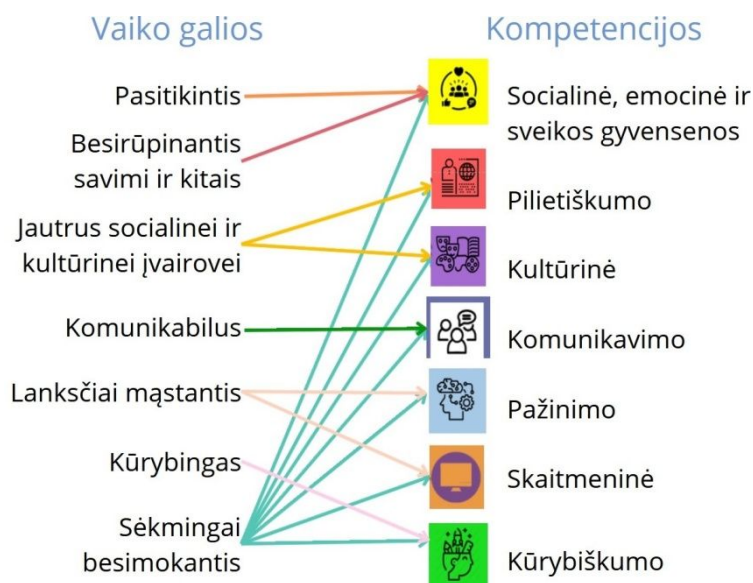 Vaiko galios
Pasitikintis
Besirūpinantis
savimi ir kitais
Jautrus socialinei ir
kultūrinei įvairovei
Komunikabilus
Lanksčiai mąstantis
Kūrybingas
Sėkmingai
besimokantis
Kompetencijos
Socialinė, emocinė ir
sveikos gyvensenos
Pilietiškumo
Kultūrinė
Komunikavimo
Pažinimo
Skaitmeninė
Kūrybiškumo